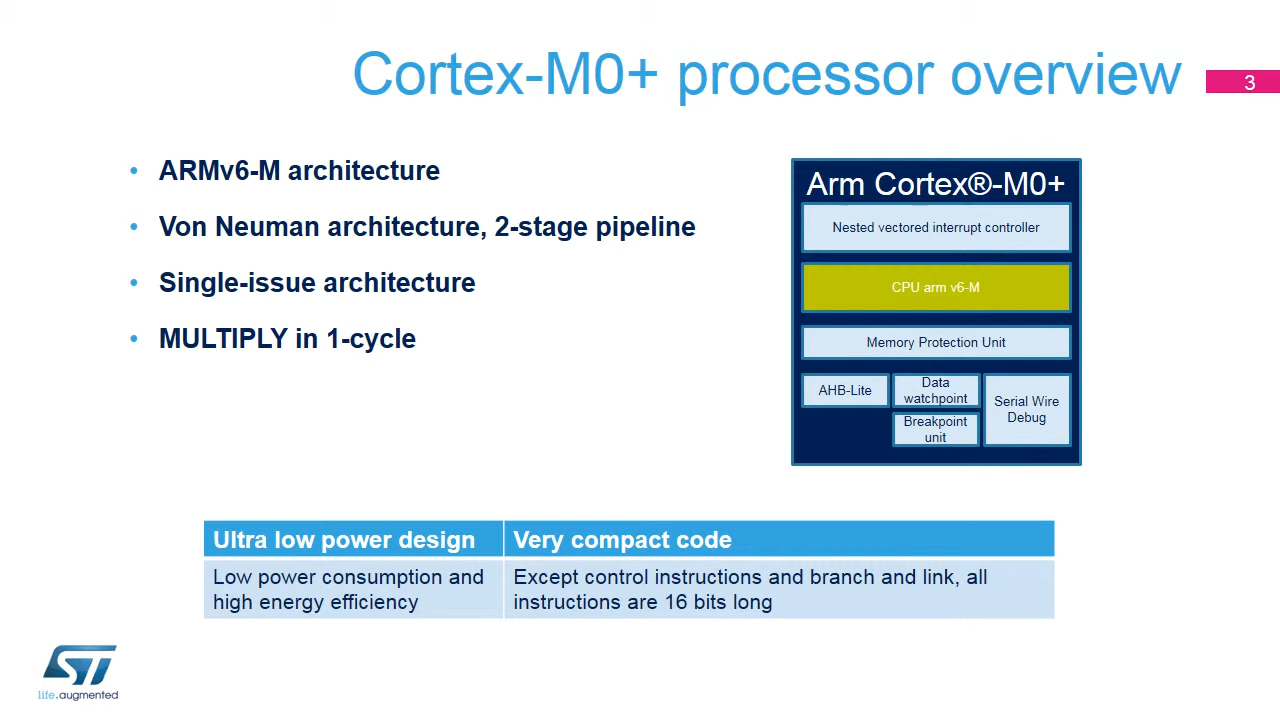 Cortex-M0+ processor overview
3
• ARMv6-M architecture
• Von Neuman architecture, 2-stage pipeline
• Single-issue architecture
• MULTIPLY in 1-cycle
Arm Cortex®-M0+
Nested vectored interrupt controller
CPU arm v6-M
Memory Protection Unit
AHB-Lite
Data
watchpoint
Breakpoint
unit
Serial Wire
Debug
Ultra low power design
Very compact code
Low power consumption and
high energy efficiency
Except control instructions and branch and link, all
instructions are 16 bits long
ST
life.augmented